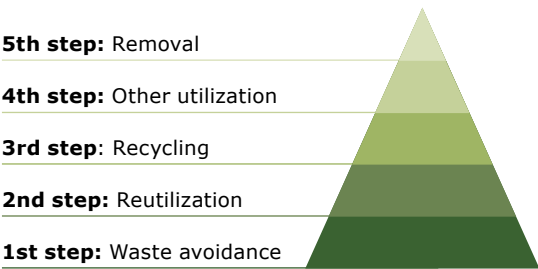 5th step: Removal
4th step: Other utilization
3rd step: Recycling
2nd step: Reutilization
1st step: Waste avoidance